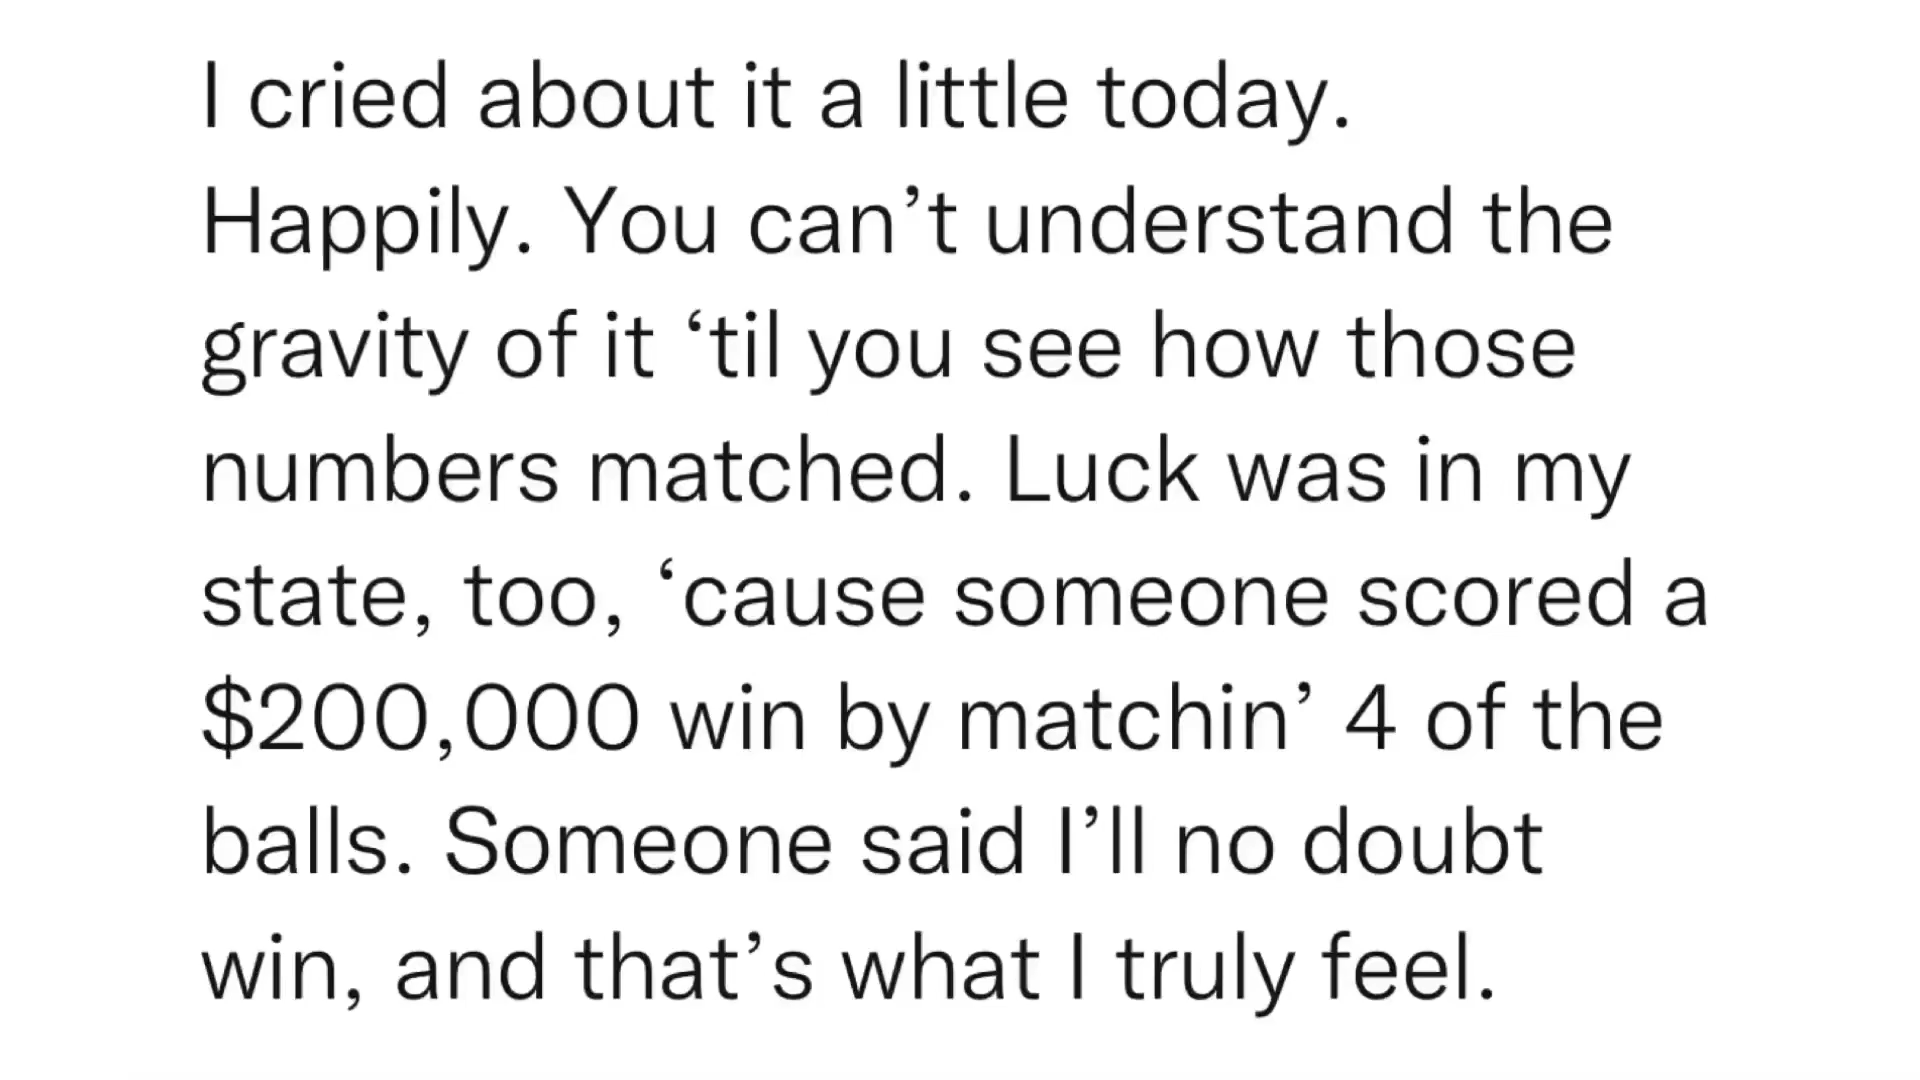 I cried about it a little today.
Happily. You can’t understand the
gravity of it ‘til you see how those
numbers matched. Luck was in my
state, too, ‘cause someone scored a
$200,000 win by matchin’ 4 of the
balls. Someone said I’ll no doubt
win, and that’s what I truly feel.